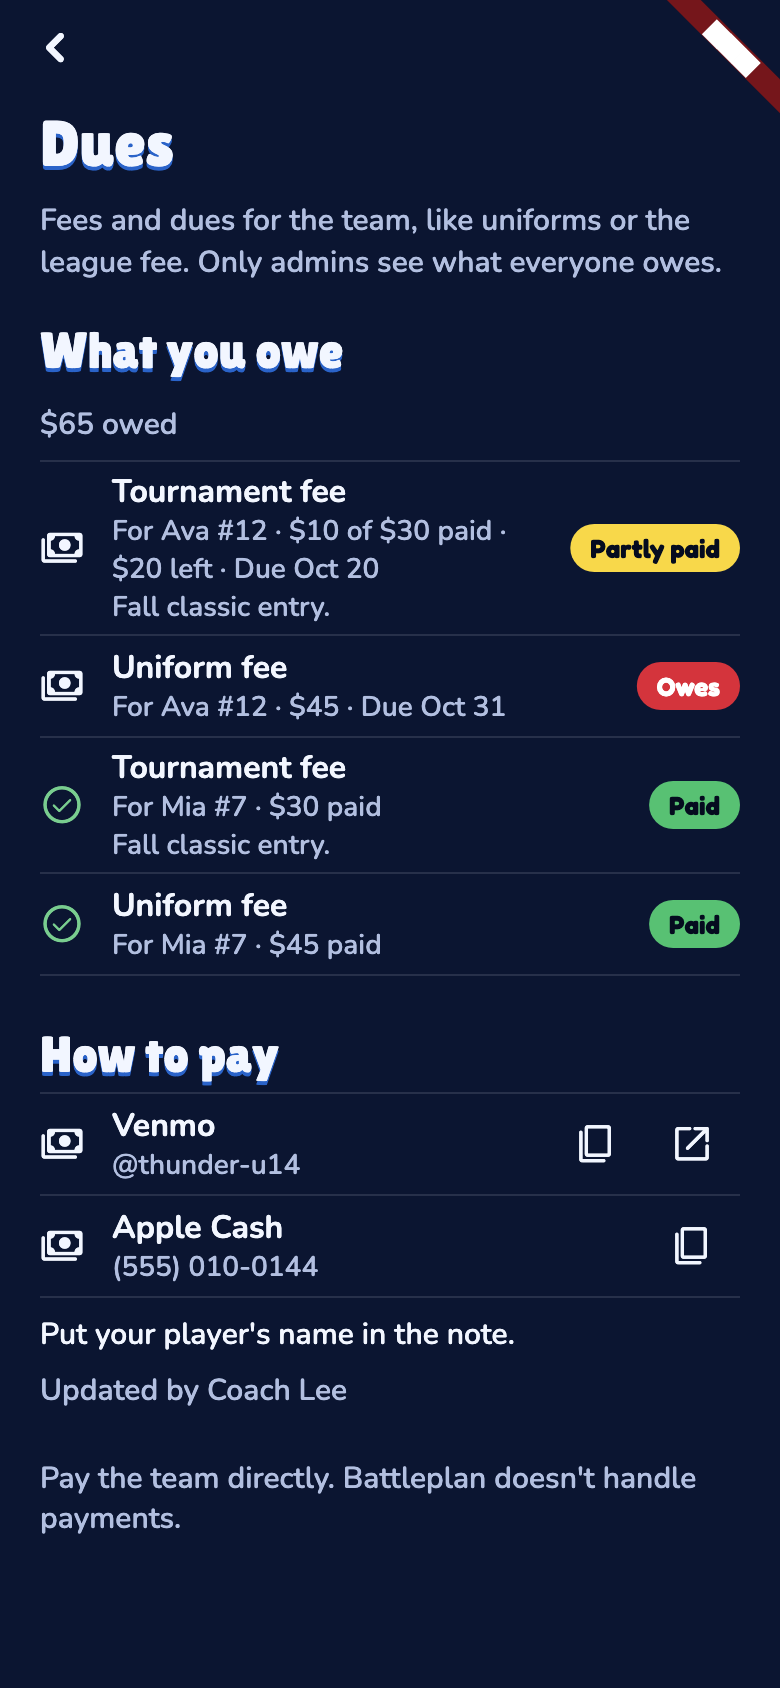 Dues
Fees and dues for the team, like uniforms or the
league fee. Only admins see what everyone owes.
What you owe
$65 owed
Tournament fee
For Ava #12 · $10 of $30 paid ·
$20 left · Due Oct 20
Fall classic entry.
Partly paid
Uniform fee
For Ava #12 · $45 · Due Oct 31
Owes
Tournament fee
For Mia #7 · $30 paid
Fall classic entry.
Paid
Uniform fee
For Mia #7 · $45 paid
Paid
How to pay
Venmo
@thunder-u14
Apple Cash
(555) 010-0144
Put your player's name in the note.
Updated by Coach Lee
Pay the team directly. Battleplan doesn't handle
payments.